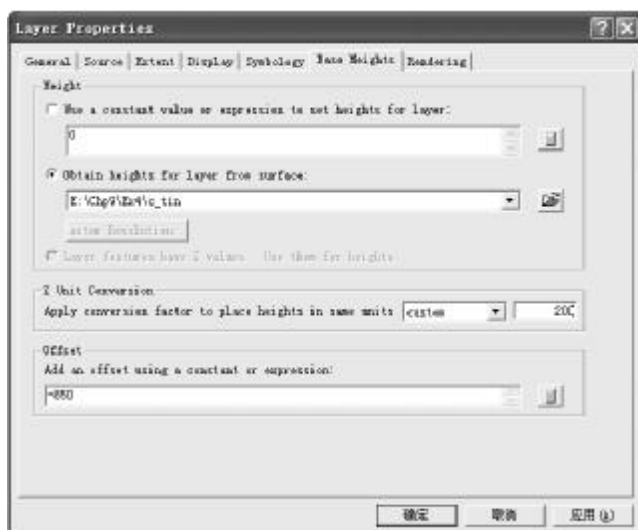 Layer Properties
General Source Extent Display Symbology Base Heights Rendering
Height
Use a constant value or expression to set heights for layer:
0
Obtain heights for layer from surface:
E:\Chp9\Ex4\c_tin
Resolution
Layer features have Z values. Use them for heights
Z Unit Conversion
Apply conversion factor to place heights in same units custom
Offset
Add an offset using a constant or expression:
确定 取消 应用(A)